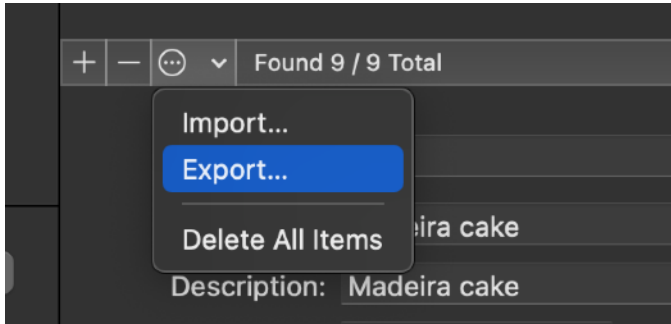 Found 9 / 9 Total
Import...
Export...
Delete All Items
eira cake
Description: Madeira cake